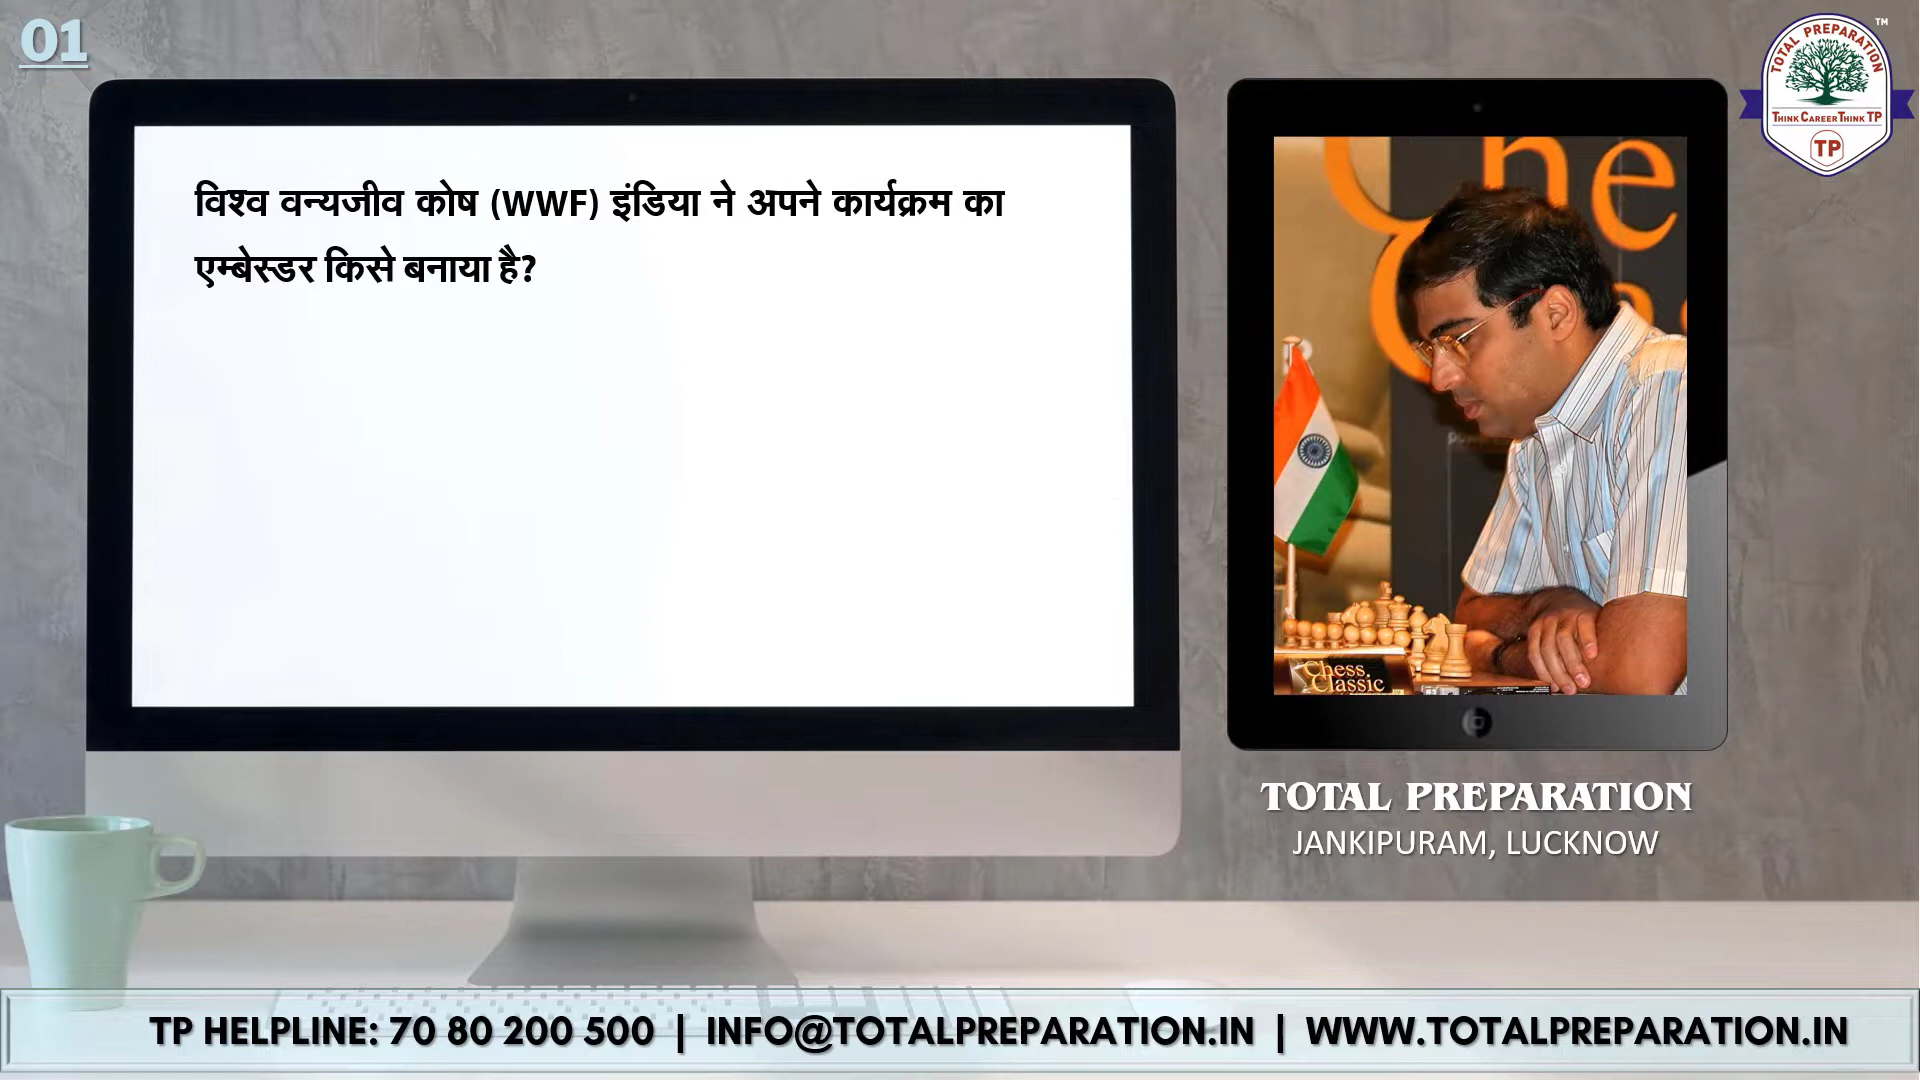 01
विश्व वन्यजीव कोष (WWF) इंडिया ने अपने कार्यक्रम का
एम्बेस्डर किसे बनाया है?
TOTAL PREPARATION
™
THINK CAREER THINK TP
TP
Chess
Classic
TOTAL PREPARATION
JANKIPURAM, LUCKNOW
TP HELPLINE: 70 80 200 500 | INFO@TOTALPREPARATION.IN | WWW.TOTALPREPARATION.IN